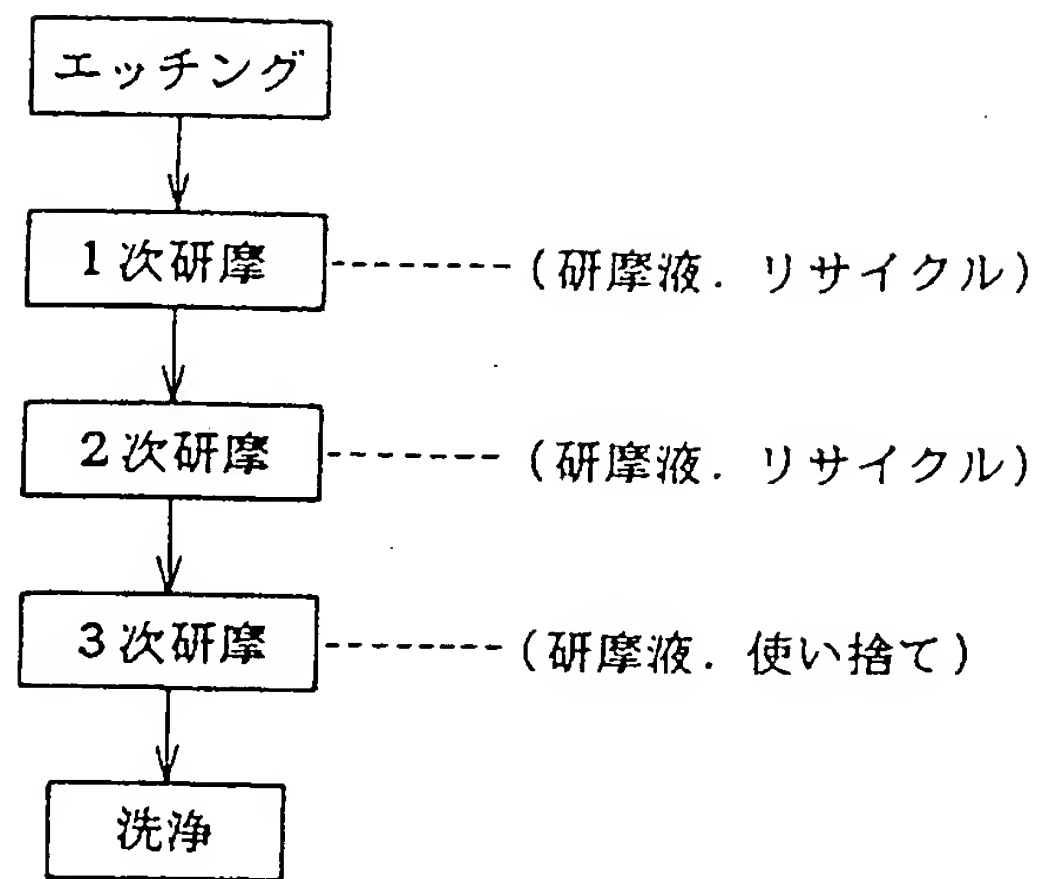 エッチング
1次研摩 (研摩液. リサイクル)
2次研摩 (研摩液. リサイクル)
3次研摩 (研摩液. 使い捨て)
洗浄